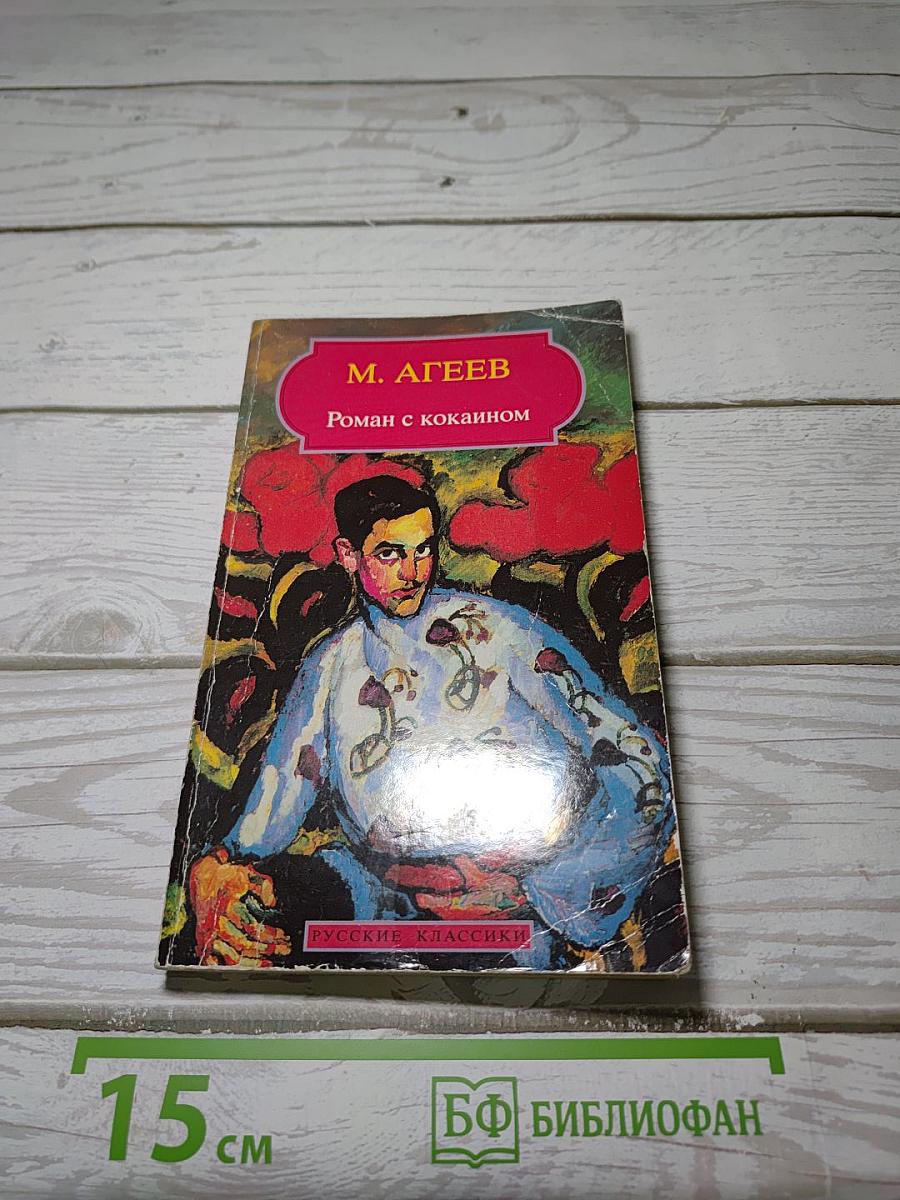 М. АГЕЕВ
Роман с кокаином
РУССКИЕ КЛАССИКИ
15 см
БФ БИБЛИОФАН